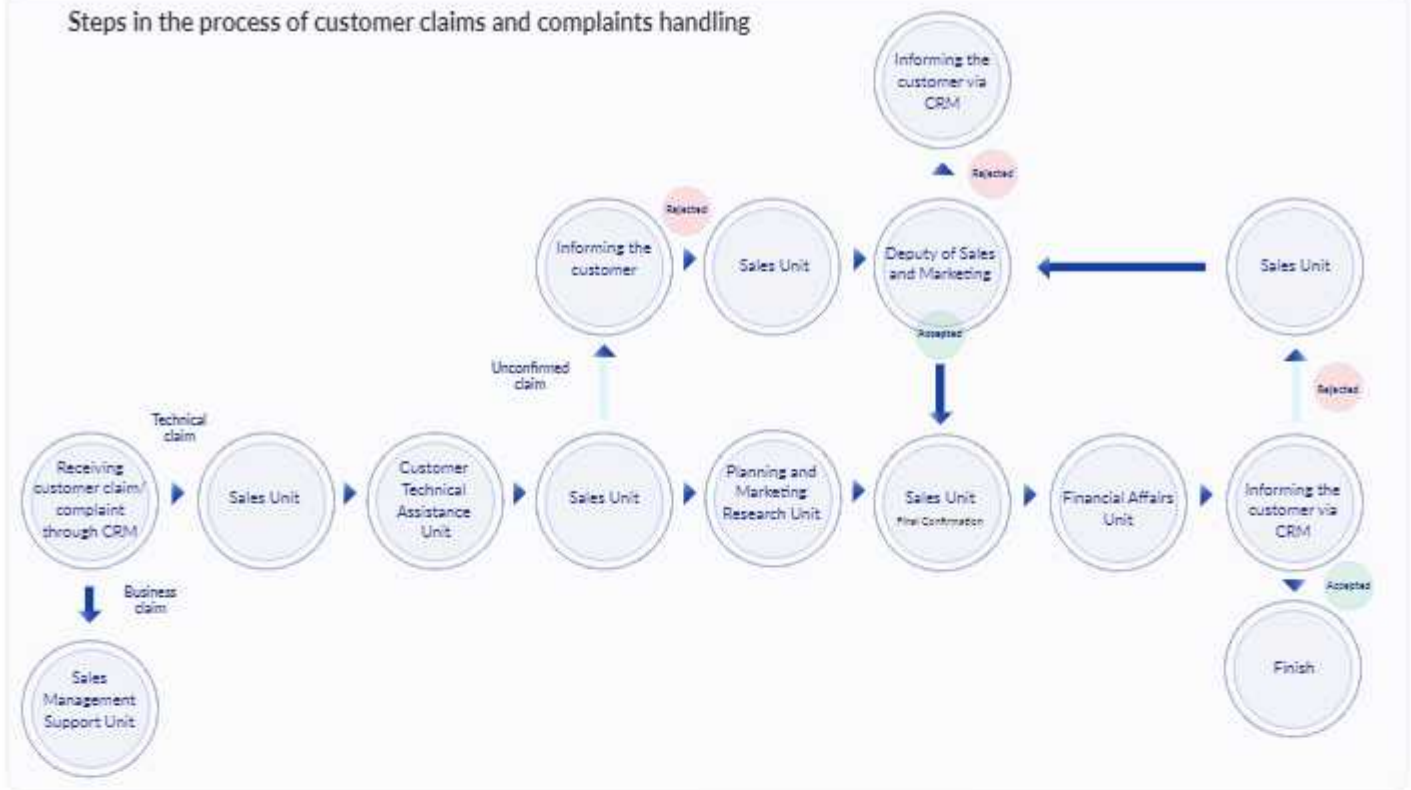 Steps in the process of customer claims and complaints handling
Informing the
customer via
CRM
Rejected
Rejected
Informing the
customer
Sales Unit
Deputy of Sales
and Marketing
Sales Unit
Accepted
Unconfirmed
claim
Rejected
Technical
claim
Receiving
customer claim/
complaint
through CRM
Sales Unit
Customer
Technical
Assistance
Unit
Sales Unit
Planning and
Marketing
Research Unit
Sales Unit
Final Confirmation
Financial Affairs
Unit
Informing the
customer via
CRM
Business
claim
Accepted
Sales
Management
Support Unit
Finish